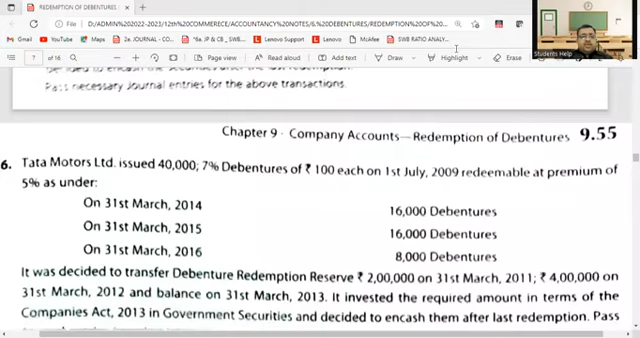 REDEMPTION OF DEBENTURES
File D:/ADMIN%202022-2023/12th%20COMMERECE/ACCOUNTANCY%20NOTES/6.%20DEBENTURES/REDEMPTION%20OF%20...
Gmail YouTube Maps 2e. JOURNAL - CO... *6e. JP & CB _ SWB... Lenovo Support Lenovo McAfee SWB RATIO ANALY...
7 of 16 Page view Read aloud Add text Draw Highlight Erase
Students Help
Pass necessary Journal entries for the above transactions.
Chapter 9 · Company Accounts—Redemption of Debentures 9.55
6. Tata Motors Ltd. issued 40,000; 7% Debentures of ₹ 100 each on 1st July, 2009 redeemable at premium of
5% as under:
On 31st March, 2014 16,000 Debentures
On 31st March, 2015 16,000 Debentures
On 31st March, 2016 8,000 Debentures
It was decided to transfer Debenture Redemption Reserve ₹ 2,00,000 on 31st March, 2011; ₹ 4,00,000 on
31st March, 2012 and balance on 31st March, 2013. It invested the required amount in terms of the
Companies Act, 2013 in Government Securities and decided to encash them after last redemption. Pass